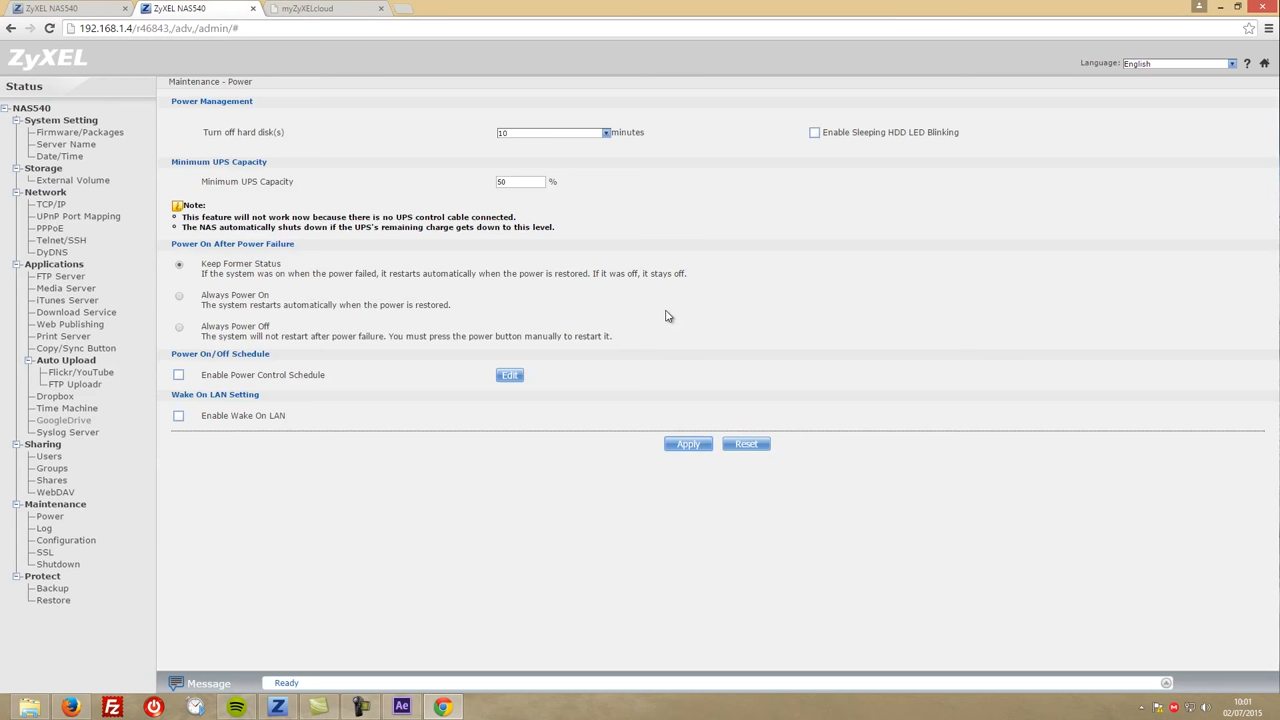 ZyXEL NAS540
ZyXEL NAS540
myZyXELcloud
192.168.1.4/r46843,/adv,/admin/#
ZyXEL
Language: English ?
Status
NAS540
System Setting
Firmware/Packages
Server Name
Date/Time
Storage
External Volume
Network
TCP/IP
UPnP Port Mapping
PPPoE
Telnet/SSH
DyDNS
Applications
FTP Server
Media Server
iTunes Server
Download Service
Web Publishing
Print Server
Copy/Sync Button
Auto Upload
Flickr/YouTube
FTP Uploadr
Dropbox
Time Machine
GoogleDrive
Syslog Server
Sharing
Users
Groups
Shares
WebDAV
Maintenance
Power
Log
Configuration
SSL
Shutdown
Protect
Backup
Restore
Maintenance - Power
Power Management
Turn off hard disk(s) 10 minutes Enable Sleeping HDD LED Blinking
Minimum UPS Capacity
Minimum UPS Capacity 50 %
Note:
This feature will not work now because there is no UPS control cable connected.
The NAS automatically shuts down if the UPS's remaining charge gets down to this level.
Power On After Power Failure
Keep Former Status
If the system was on when the power failed, it restarts automatically when the power is restored. If it was off, it stays off.
Always Power On
The system restarts automatically when the power is restored.
Always Power Off
The system will not restart after power failure. You must press the power button manually to restart it.
Power On/Off Schedule
Enable Power Control Schedule Edit
Wake On LAN Setting
Enable Wake On LAN
Apply Reset
Message Ready
Fz
Z
Ae
10:01
02/07/2015